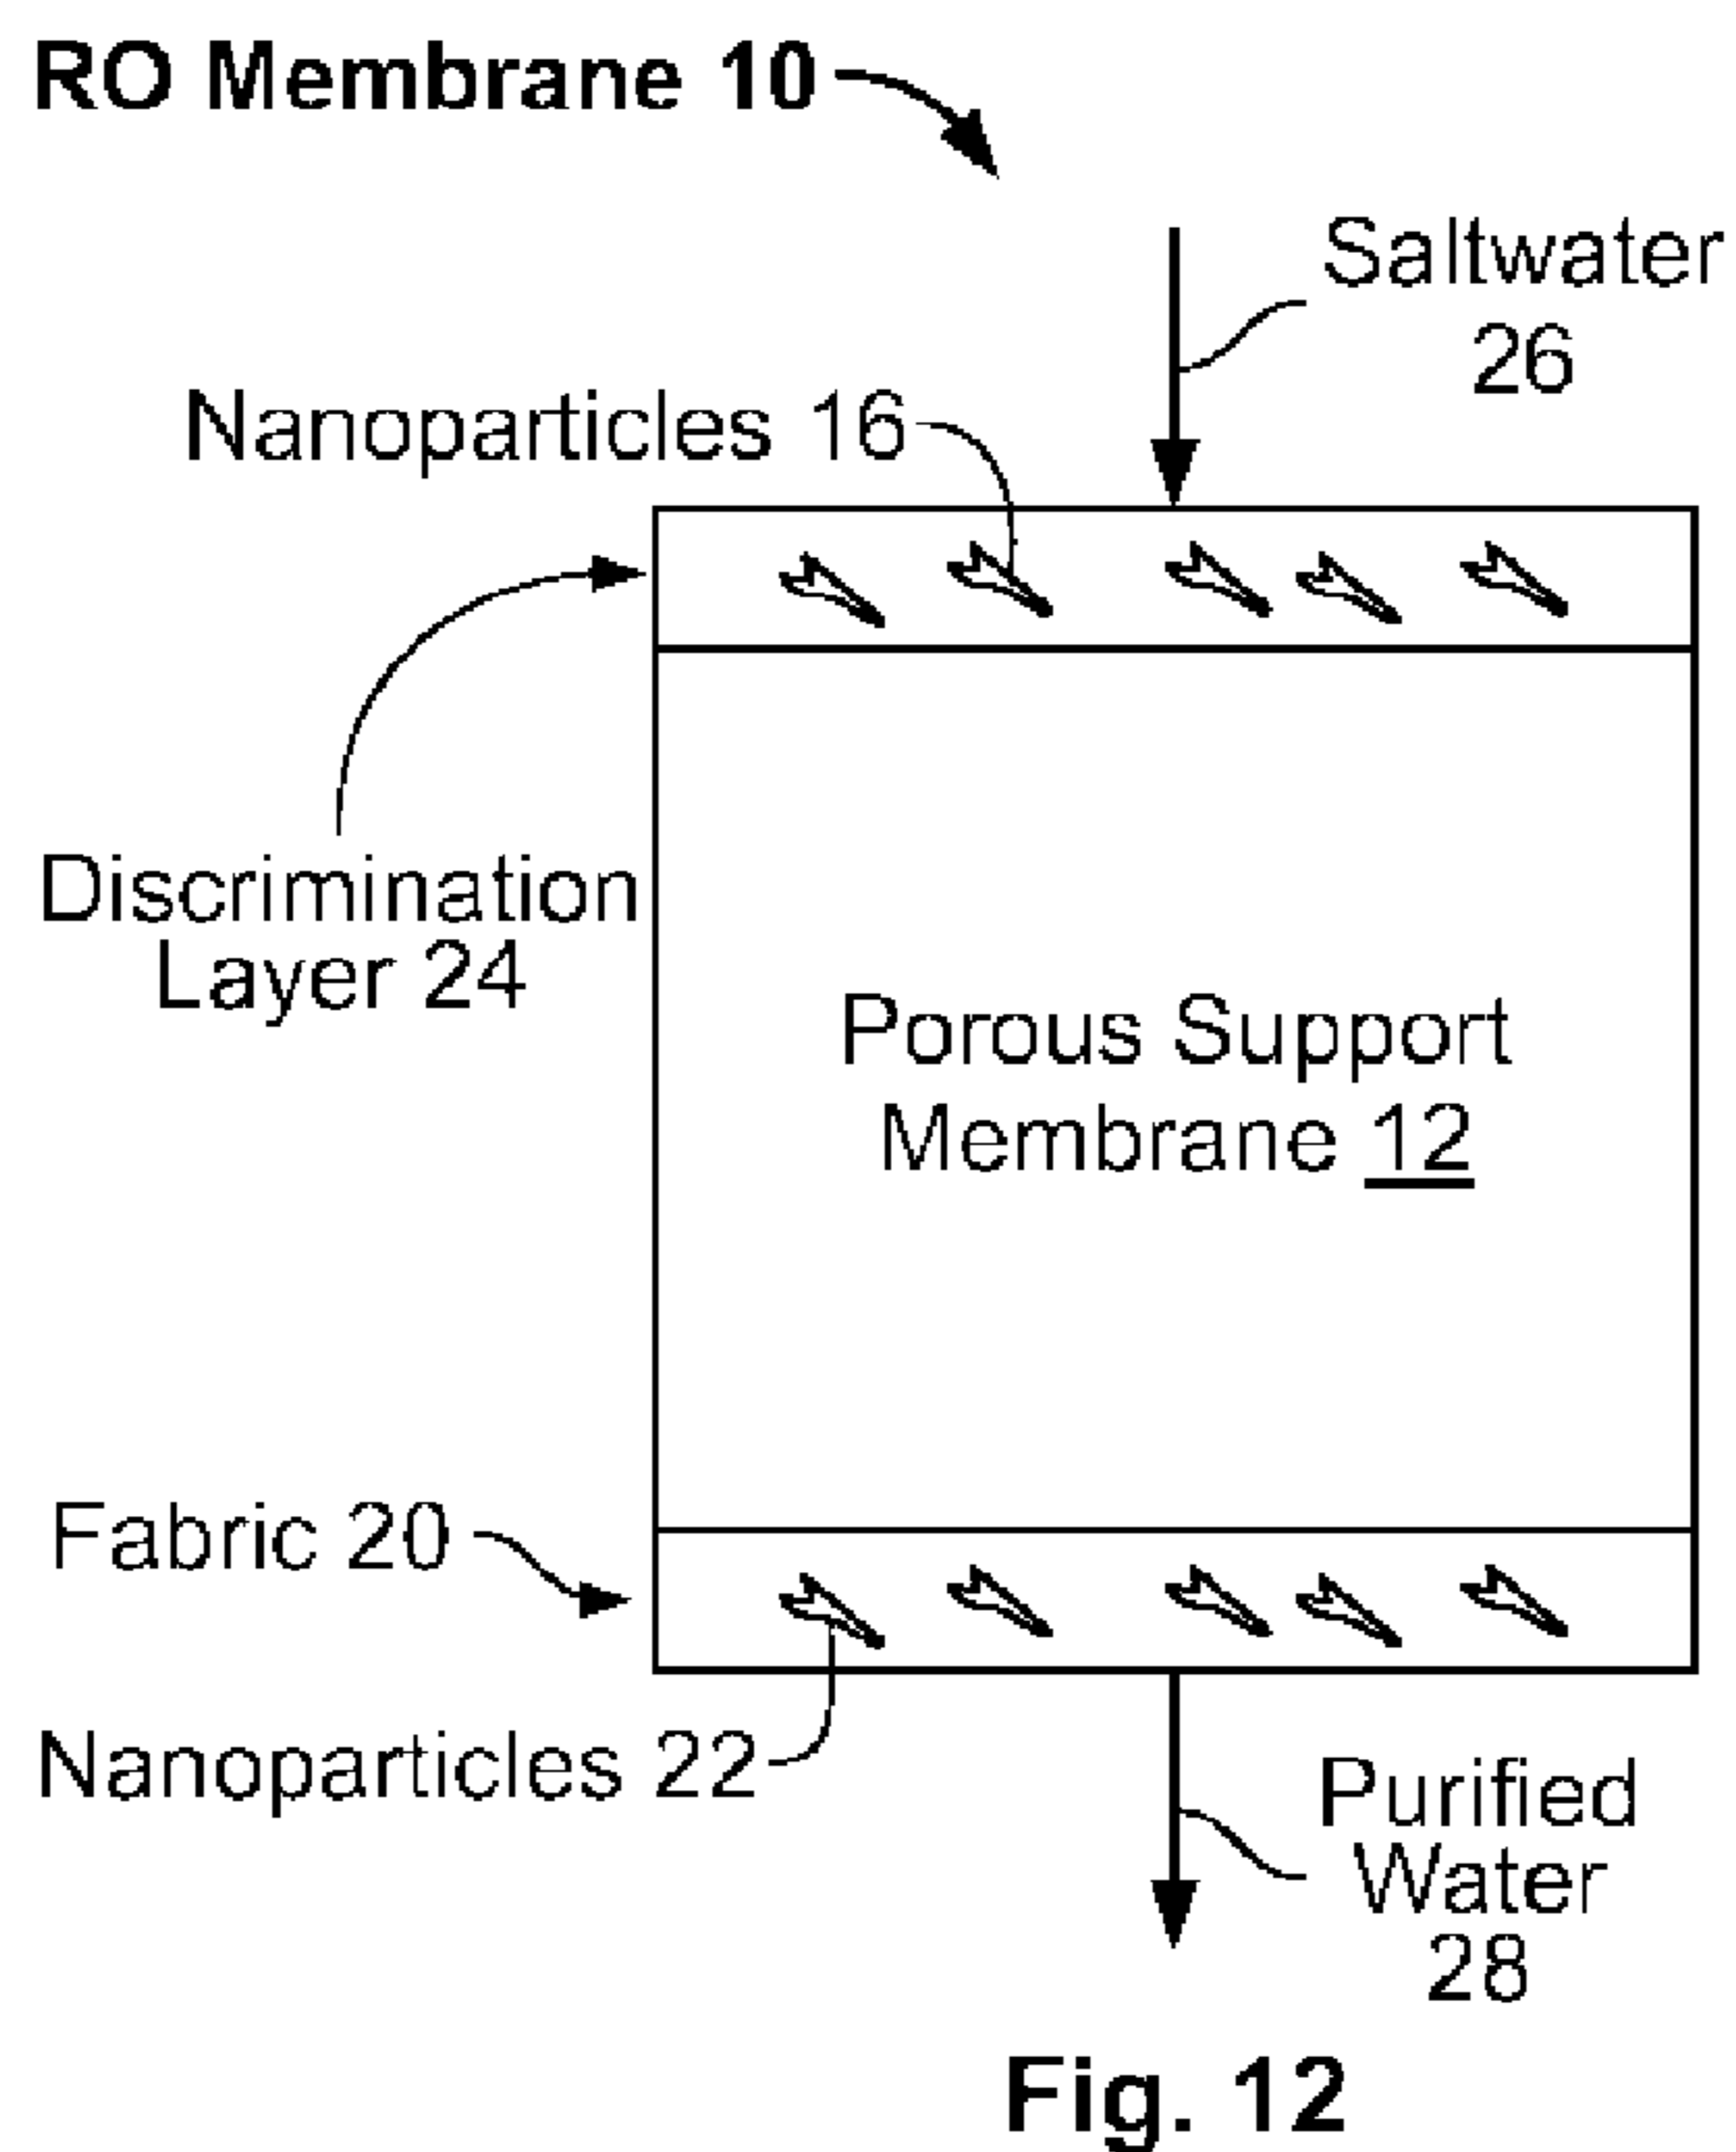 RO Membrane 10
Saltwater
26
Nanoparticles 16
Discrimination
Layer 24
Porous Support
Membrane 12
Fabric 20
Nanoparticles 22
Purified
Water
28
Fig. 12